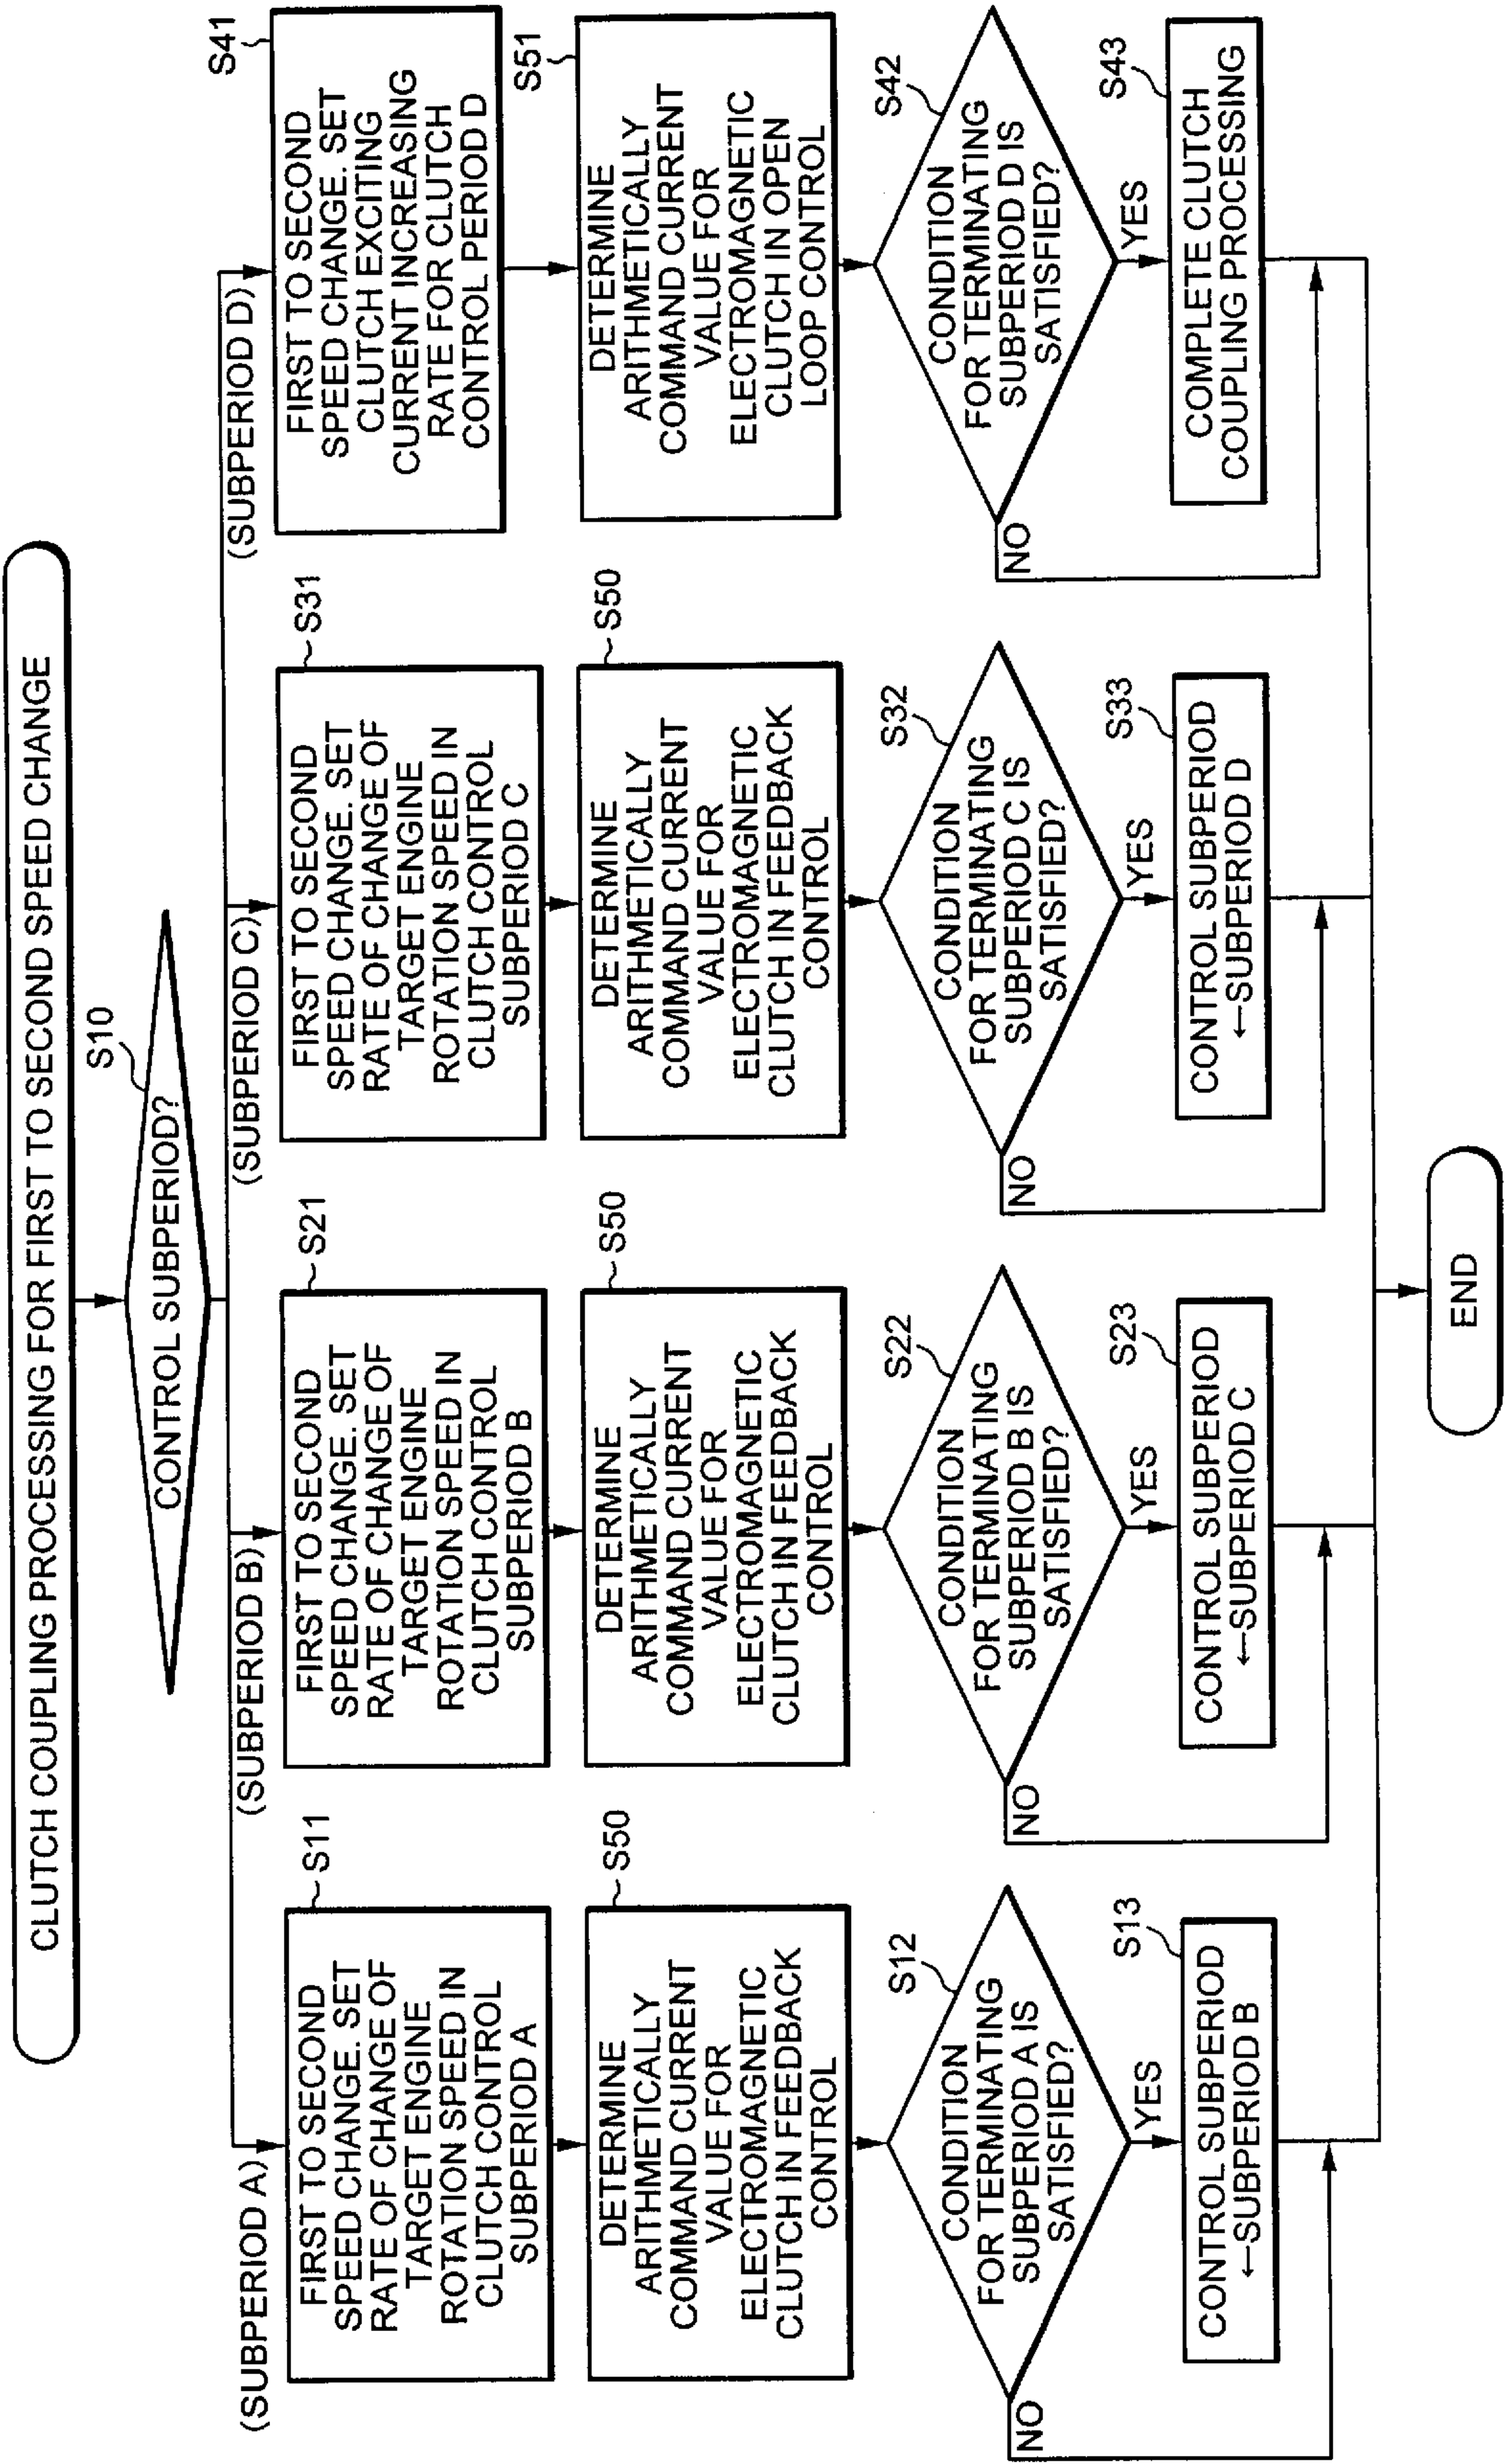 CLUTCH COUPLING PROCESSING FOR FIRST TO SECOND SPEED CHANGE
S10
CONTROL SUBPERIOD?
(SUBPERIOD A)
S11
FIRST TO SECOND
SPEED CHANGE. SET
RATE OF CHANGE OF
TARGET ENGINE
ROTATION SPEED IN
CLUTCH CONTROL
SUBPERIOD A
S50
DETERMINE
ARITHMETICALLY
COMMAND CURRENT
VALUE FOR
ELECTROMAGNETIC
CLUTCH IN FEEDBACK
CONTROL
S12
CONDITION
FOR TERMINATING
SUBPERIOD A IS
SATISFIED?
NO
YES
S13
CONTROL SUBPERIOD
←SUBPERIOD B
(SUBPERIOD B)
S21
FIRST TO SECOND
SPEED CHANGE. SET
RATE OF CHANGE OF
TARGET ENGINE
ROTATION SPEED IN
CLUTCH CONTROL
SUBPERIOD B
S50
DETERMINE
ARITHMETICALLY
COMMAND CURRENT
VALUE FOR
ELECTROMAGNETIC
CLUTCH IN FEEDBACK
CONTROL
S22
CONDITION
FOR TERMINATING
SUBPERIOD B IS
SATISFIED?
NO
YES
S23
CONTROL SUBPERIOD
←SUBPERIOD C
(SUBPERIOD C)
S31
FIRST TO SECOND
SPEED CHANGE. SET
RATE OF CHANGE OF
TARGET ENGINE
ROTATION SPEED IN
CLUTCH CONTROL
SUBPERIOD C
S50
DETERMINE
ARITHMETICALLY
COMMAND CURRENT
VALUE FOR
ELECTROMAGNETIC
CLUTCH IN FEEDBACK
CONTROL
S32
CONDITION
FOR TERMINATING
SUBPERIOD C IS
SATISFIED?
NO
YES
S33
CONTROL SUBPERIOD
←SUBPERIOD D
(SUBPERIOD D)
S41
FIRST TO SECOND
SPEED CHANGE. SET
CLUTCH EXCITING
CURRENT INCREASING
RATE FOR CLUTCH
CONTROL PERIOD D
S51
DETERMINE
ARITHMETICALLY
COMMAND CURRENT
VALUE FOR
ELECTROMAGNETIC
CLUTCH IN OPEN
LOOP CONTROL
S42
CONDITION
FOR TERMINATING
SUBPERIOD D IS
SATISFIED?
NO
YES
S43
COMPLETE CLUTCH
COUPLING PROCESSING
END